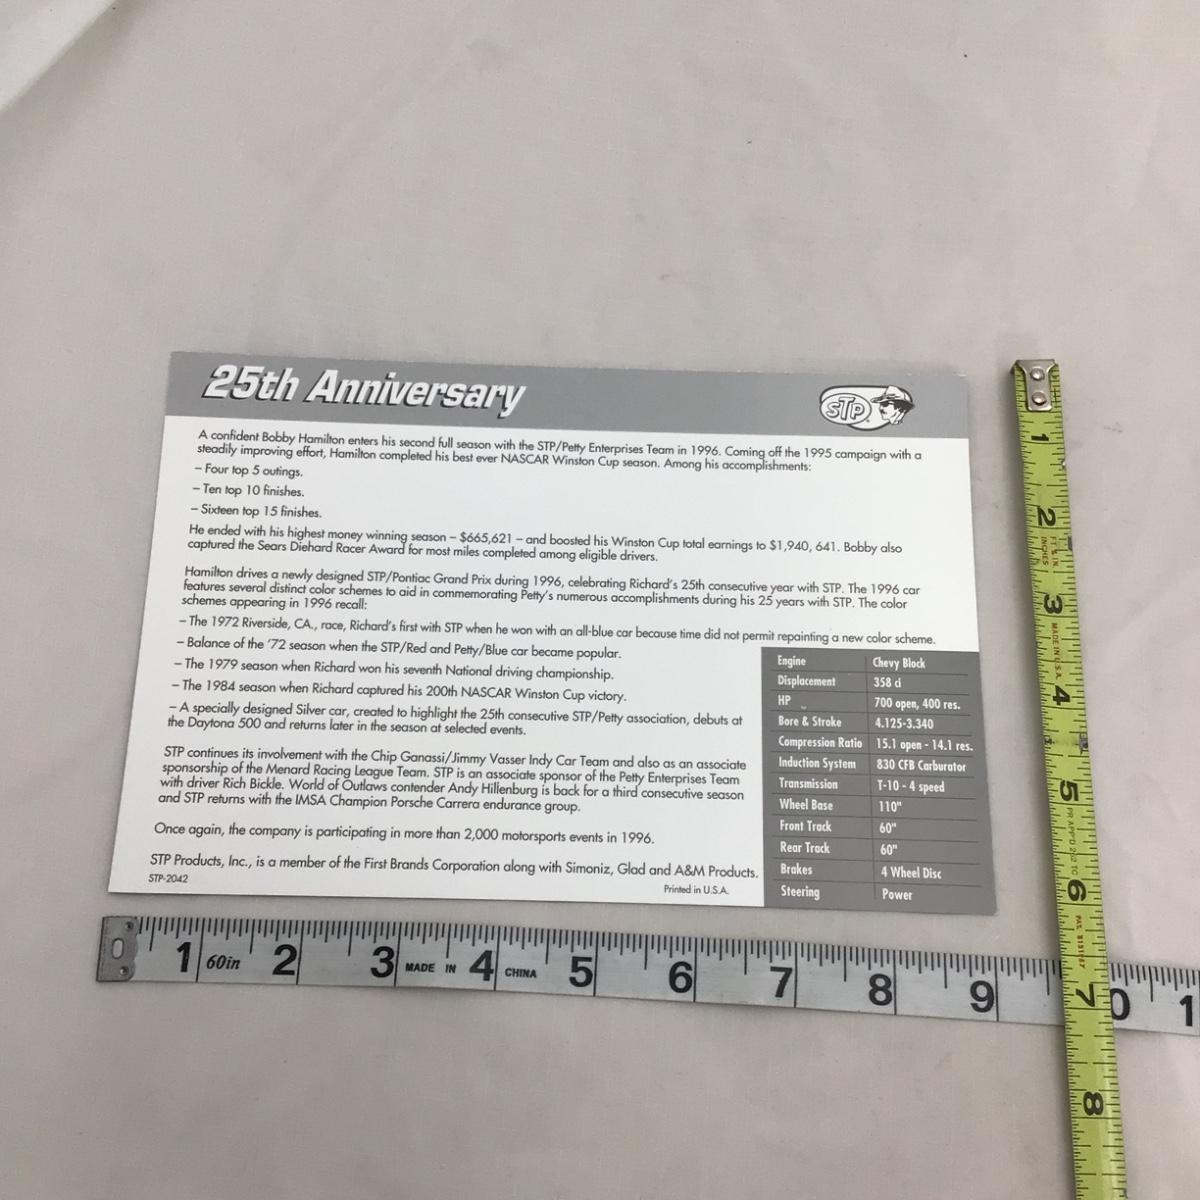 25th Anniversary
STP
A confident Bobby Hamilton enters his second full season with the STP/Petty Enterprises Team in 1996. Coming off the 1995 campaign with a
steadily improving effort, Hamilton completed his best ever NASCAR Winston Cup season. Among his accomplishments:
– Four top 5 outings.
– Ten top 10 finishes.
– Sixteen top 15 finishes.
He ended with his highest money winning season – $665,621 – and boosted his Winston Cup total earnings to $1,940, 641. Bobby also
captured the Sears Diehard Racer Award for most miles completed among eligible drivers.
Hamilton drives a newly designed STP/Pontiac Grand Prix during 1996, celebrating Richard's 25th consecutive year with STP. The 1996 car
features several distinct color schemes to aid in commemorating Petty's numerous accomplishments during his 25 years with STP. The color
schemes appearing in 1996 recall:
– The 1972 Riverside, CA., race, Richard's first with STP when he won with an all-blue car because time did not permit repainting a new color scheme.
– Balance of the '72 season when the STP/Red and Petty/Blue car became popular.
– The 1979 season when Richard won his seventh National driving championship.
– The 1984 season when Richard captured his 200th NASCAR Winston Cup victory.
– A specially designed Silver car, created to highlight the 25th consecutive STP/Petty association, debuts at
the Daytona 500 and returns later in the season at selected events.
STP continues its involvement with the Chip Ganassi/Jimmy Vasser Indy Car Team and also as an associate
sponsorship of the Menard Racing League Team. STP is an associate sponsor of the Petty Enterprises Team
with driver Rich Bickle. World of Outlaws contender Andy Hillenburg is back for a third consecutive season
and STP returns with the IMSA Champion Porsche Carrera endurance group.
Once again, the company is participating in more than 2,000 motorsports events in 1996.
STP Products, Inc., is a member of the First Brands Corporation along with Simoniz, Glad and A&M Products.
STP-2042
Printed in U.S.A.
Engine Chevy Block
Displacement 358 ci
HP 700 open, 400 res.
Bore & Stroke 4.125-3.340
Compression Ratio 15.1 open - 14.1 res.
Induction System 830 CFB Carburator
Transmission T-10 - 4 speed
Wheel Base 110"
Front Track 60"
Rear Track 60"
Brakes 4 Wheel Disc
Steering Power
1 60in 2 3 MADE IN 4 CHINA 5 6 7 8 9 0 1
1 2 3 MADE IN U.S.A. 4 5 6 7 8
INCHES